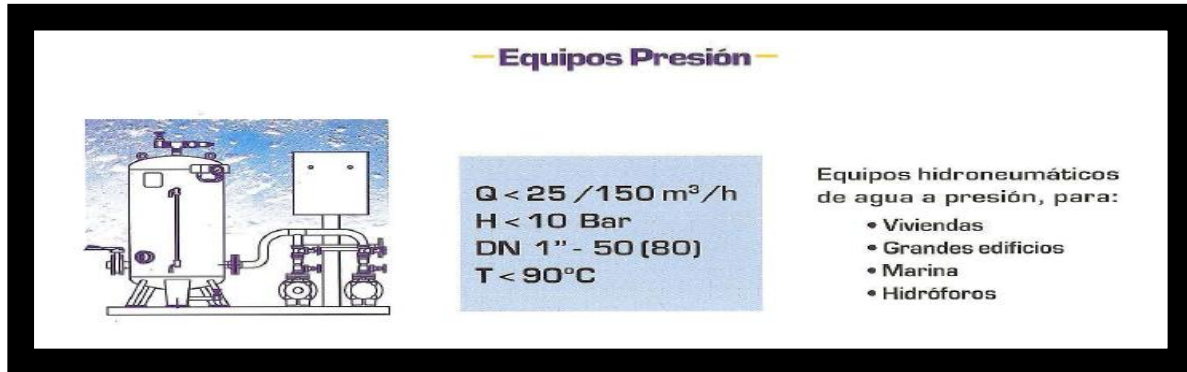 Equipos Presión
Q < 25 / 150 m³/h
H < 10 Bar
DN 1" - 50 (80)
T < 90°C
Equipos hidroneumáticos
de agua a presión, para:
• Viviendas
• Grandes edificios
• Marina
• Hidróforos